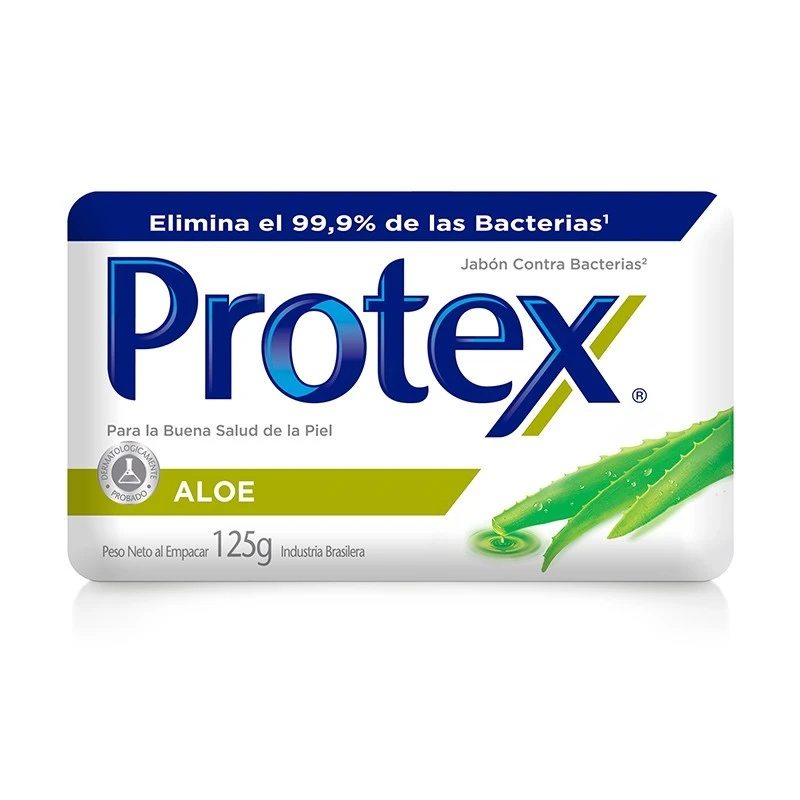 Elimina el 99,9% de las Bacterias¹
Jabón Contra Bacterias²
Protex®
Para la Buena Salud de la Piel
DERMATOLÓGICAMENTE
PROBADO
ALOE
Peso Neto al Empacar 125g Industria Brasilera